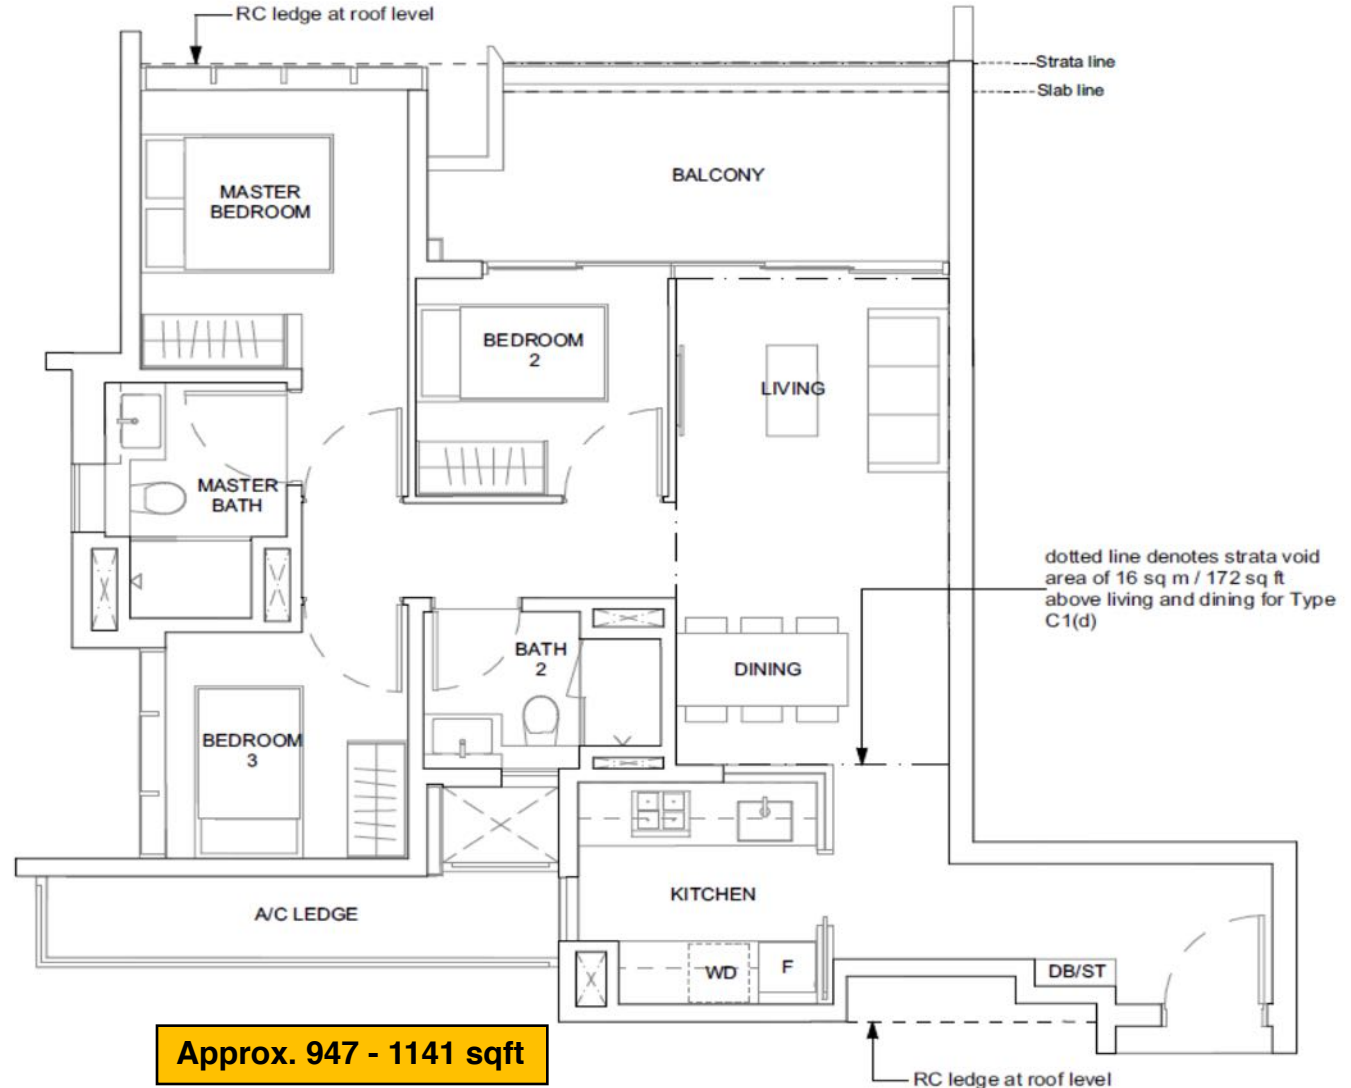 RC ledge at roof level
Strata line
Slab line
BALCONY
MASTER
BEDROOM
BEDROOM
2
LIVING
MASTER
BATH
dotted line denotes strata void
area of 16 sq m / 172 sq ft
above living and dining for Type
C1(d)
BATH
2
DINING
BEDROOM
3
KITCHEN
A/C LEDGE
WD
F
DB/ST
Approx. 947 - 1141 sqft
RC ledge at roof level